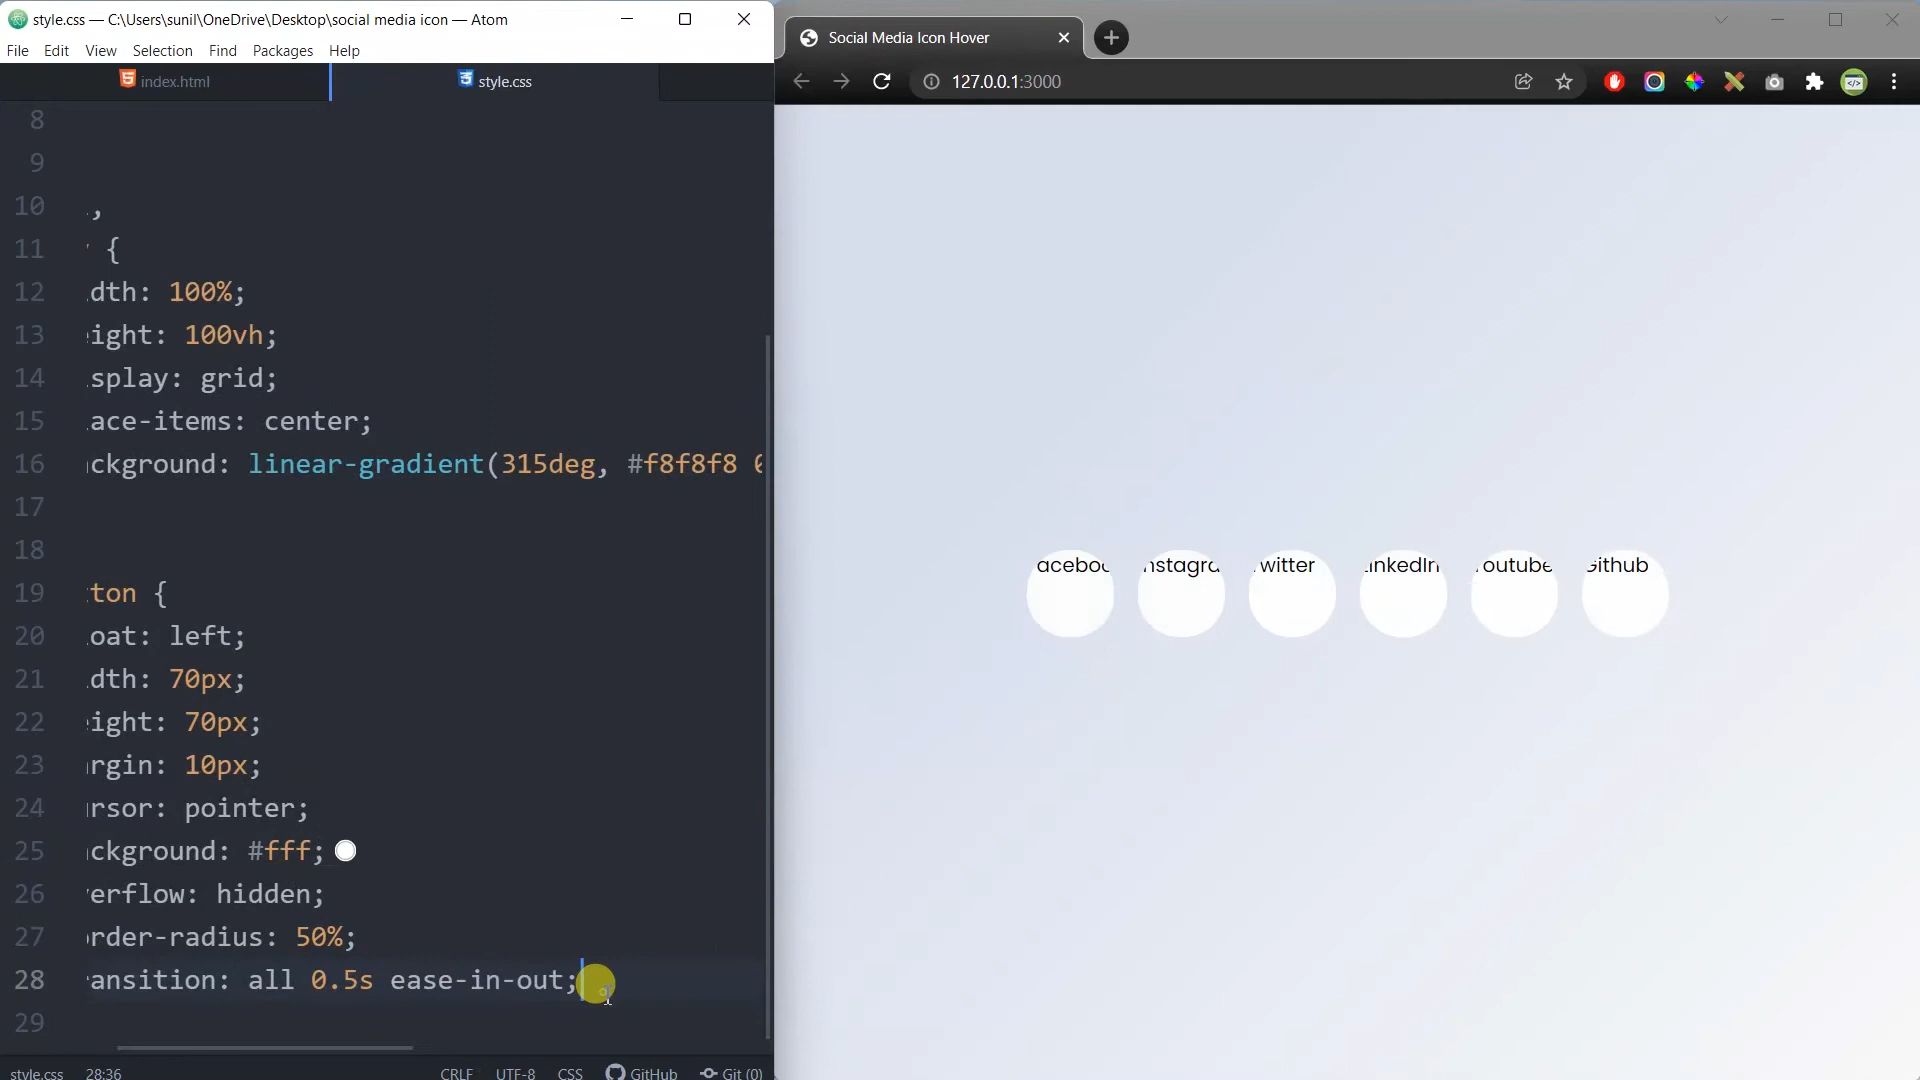 style.css — C:\Users\sunil\OneDrive\Desktop\social media icon — Atom
File Edit View Selection Find Packages Help
index.html style.css
8
9
10 ,
11 {
12 dth: 100%;
13 ight: 100vh;
14 splay: grid;
15 ace-items: center;
16 ckground: linear-gradient(315deg, #f8f8f8 0
17
18
19 tton {
20 oat: left;
21 dth: 70px;
22 ight: 70px;
23 rgin: 10px;
24 rsor: pointer;
25 ckground: #fff;
26 erflow: hidden;
27 rder-radius: 50%;
28 ansition: all 0.5s ease-in-out;
29
style.css 28:36 CRLF UTF-8 CSS GitHub Git (0)
Social Media Icon Hover
127.0.0.1:3000
aceboo nstagra witter inkedIn outube Github